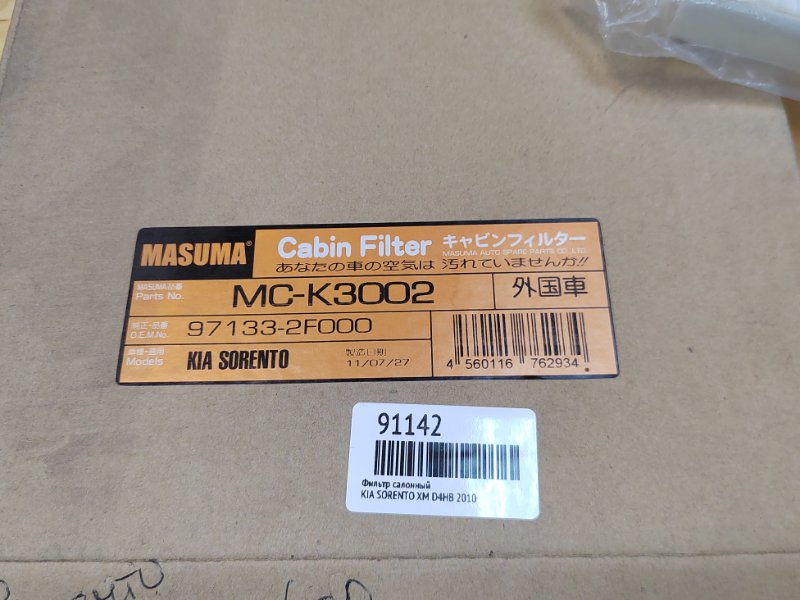 MASUMA®
Cabin Filter キャビンフィルター
MASUMA AUTO SPARE PARTS CO.,LTD.
あなたの車の空気は 汚れていませんか!!
MASUMA品番
Parts No.
MC-K3002
外国車
純正・品番
O.E.M.No.
97133-2F000
車種・適用
Models
KIA SORENTO
製造日期
11/07/27
4 560116 762934
91142
Фильтр салонный
KIA SORENTO XM D4HB 2010